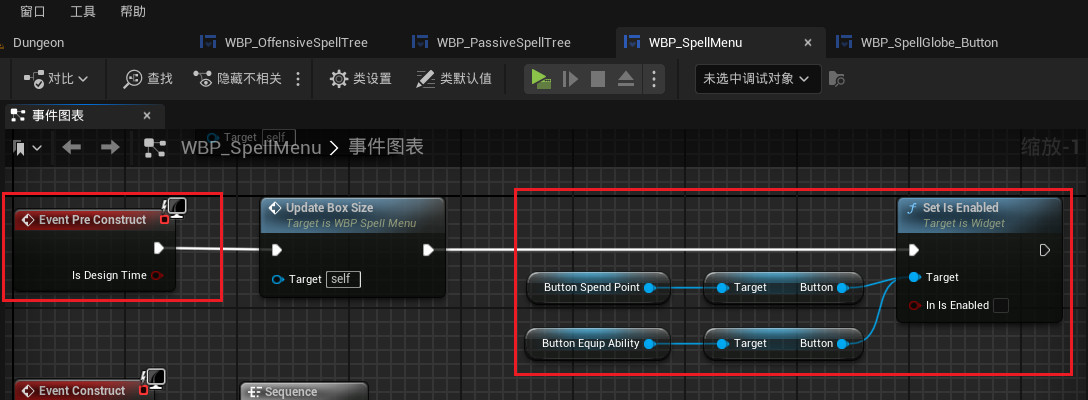 窗口 工具 帮助
Dungeon WBP_OffensiveSpellTree WBP_PassiveSpellTree WBP_SpellMenu × WBP_SpellGlobe_Button
对比 查找 隐藏不相关 类设置 类默认值 未选中调试对象
事件图表 ×
Target self
WBP_SpellMenu > 事件图表 缩放-1
Event Pre Construct
Is Design Time
Update Box Size
Target is WBP Spell Menu
Target self
Button Spend Point Target Button
Button Equip Ability Target Button
Set Is Enabled
Target is Widget
Target
In Is Enabled
Event Construct
Sequence